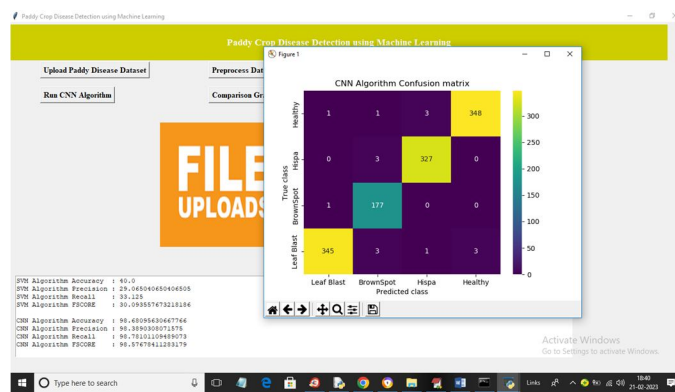 Paddy Crop Disease Detection using Machine Learning
Paddy Crop Disease Detection using Machine Learning
Upload Paddy Disease Dataset
Preprocess Dat
Run CNN Algorithm
Comparison Gr
FILE
UPLOADS
Figure 1
CNN Algorithm Confusion matrix
True class
Healthy
1 1 3 348
Hispa
0 3 327 0
BrownSpot
1 177 0 0
Leaf Blast
345 3 1 3
Leaf Blast BrownSpot Hispa Healthy
Predicted class
350
300
250
200
150
100
50
0
SVM Algorithm Accuracy : 40.0
SVM Algorithm Precision : 29.065040650406505
SVM Algorithm Recall : 33.125
SVM Algorithm FSCORE : 30.093557673218186
CNN Algorithm Accuracy : 98.68095630667766
CNN Algorithm Precision : 98.3890308071575
CNN Algorithm Recall : 98.78101109489073
CNN Algorithm FSCORE : 98.57678411283179
Activate Windows
Go to Settings to activate Windows.
Type here to search
Links
18:40
21-02-2023